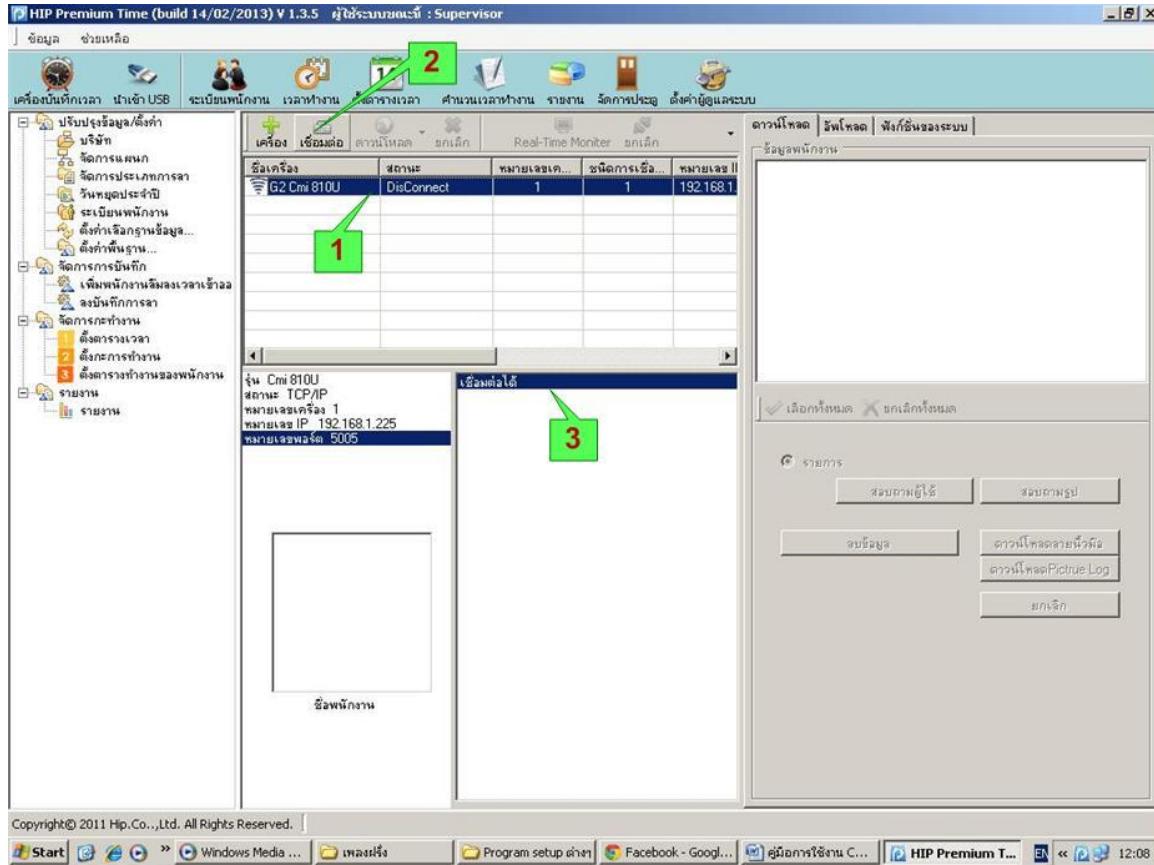 HIP Premium Time (build 14/02/2013) V 1.3.5 ผู้ใช้ระบบขณะนี้ : Supervisor
ข้อมูล ช่วยเหลือ
เครื่องบันทึกเวลา นำเข้า USB ระเบียนพนักงาน เวลาทำงาน ตั้งตารางเวลา คำนวนเวลาทำงาน รายงาน จัดการประตู ตั้งค่าผู้ดูแลระบบ
2
ปรับปรุงข้อมูล/ตั้งค่า
บริษัท
จัดการแผนก
จัดการประเภทการลา
วันหยุดประจำปี
ระเบียนพนักงาน
ตั้งค่าเลือกฐานข้อมูล...
ตั้งค่าพื้นฐาน...
จัดการการบันทึก
เพิ่มพนักงานลืมลงเวลาเข้าออ
ลงบันทึกการลา
จัดการกะทำงาน
1 ตั้งตารางเวลา
2 ตั้งกะการทำงาน
3 ตั้งตารางทำงานของพนักงาน
รายงาน
รายงาน
เครื่อง เชื่อมต่อ ดาวน์โหลด ยกเลิก Real-Time Moniter ยกเลิก
ชื่อเครื่อง สถานะ หมายเลขเค... ชนิดการเชื่อ... หมายเลข II
G2 Cmi 810U DisConnect 1 1 192.168.1.
1
รุ่น Cmi 810U
สถานะ TCP/IP
หมายเลขเครื่อง 1
หมายเลข IP 192.168.1.225
หมายเลขพอร์ต 5005
เชื่อมต่อได้
3
ชื่อพนักงาน
ดาวน์โหลด อัพโหลด ฟังก์ชั่นของระบบ
ข้อมูลพนักงาน
เลือกทั้งหมด ยกเลิกทั้งหมด
รายการ
สอบถามผู้ใช้ สอบถามรูป
ลบข้อมูล ดาวน์โหลดลายนิ้วมือ
ดาวน์โหลดPictrue Log
ยกเลิก
Copyright© 2011 Hip.Co..,Ltd. All Rights Reserved.
Start Windows Media ... เพลงฝรั่ง Program setup ต่างๆ Facebook - Googl... คู่มือการใช้งาน C... HIP Premium T... EN 12:08